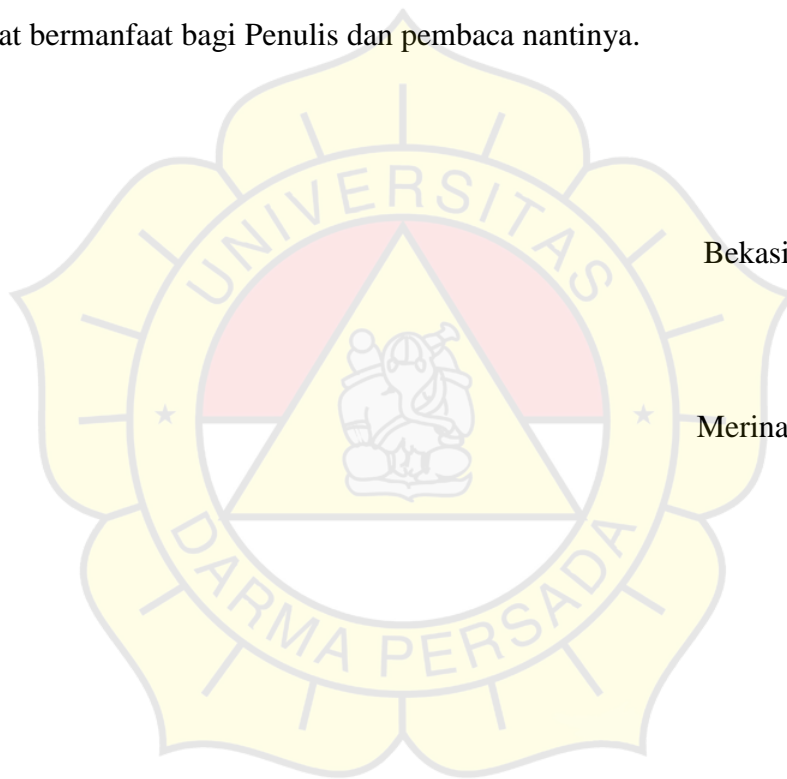 at bermanfaat bagi Penulis dan pembaca nantinya.
UNIVERSITAS
Bekasi
Merina
DARMA PERSADA